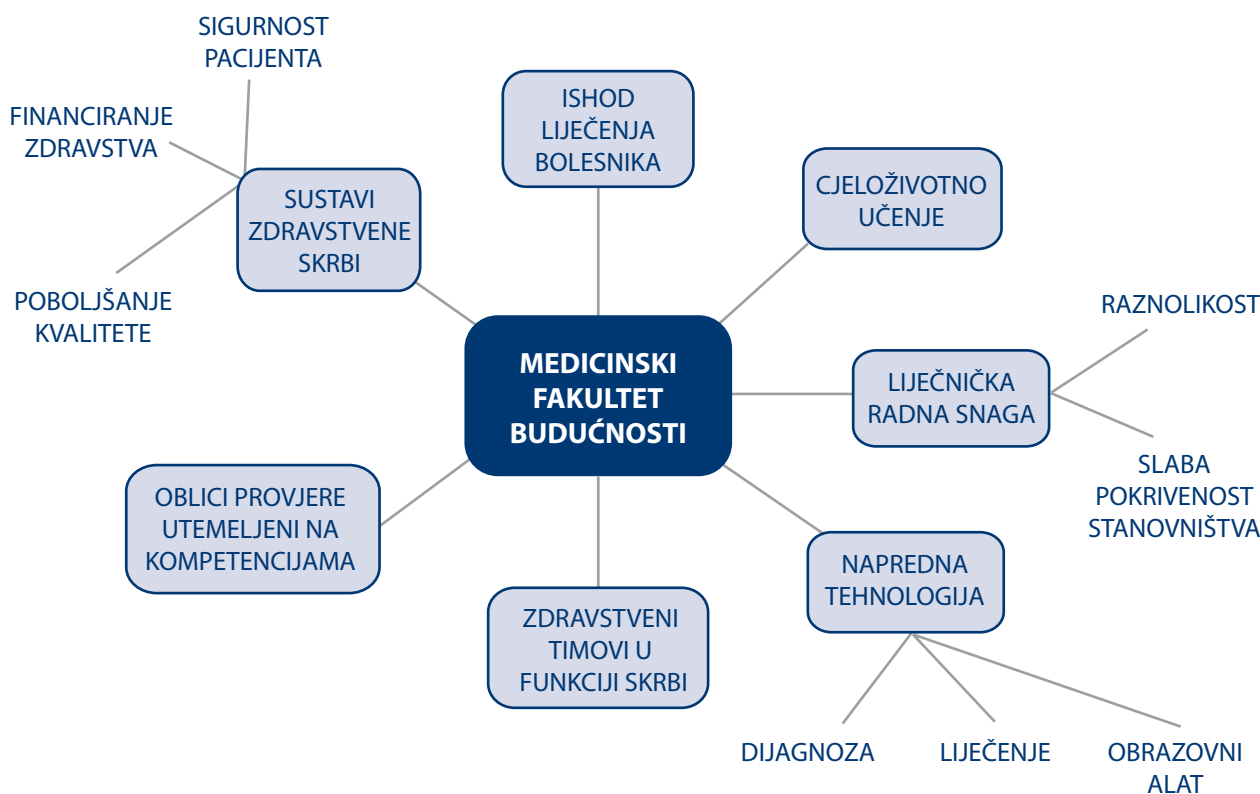 SIGURNOST
PACIJENTA
FINANCIRANJE
ZDRAVSTVA
POBOLJŠANJE
KVALITETE
SUSTAVI
ZDRAVSTVENE
SKRBI
ISHOD
LIJEČENJA
BOLESNIKA
CJELOŽIVOTNO
UČENJE
RAZNOLIKOST
LIJEČNIČKA
RADNA SNAGA
SLABA
POKRIVENOST
STANOVNIŠTVA
MEDICINSKI
FAKULTET
BUDUĆNOSTI
OBLICI PROVJERE
UTEMELJENI NA
KOMPETENCIJAMA
ZDRAVSTVENI
TIMOVI U
FUNKCIJI SKRBI
NAPREDNA
TEHNOLOGIJA
DIJAGNOZA
LIJEČENJE
OBRAZOVNI
ALAT